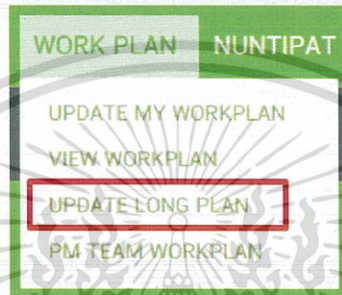 WORK PLAN NUNTIPAT
UPDATE MY WORKPLAN
VIEW WORKPLAN
UPDATE LONG PLAN
PM TEAM WORKPLAN